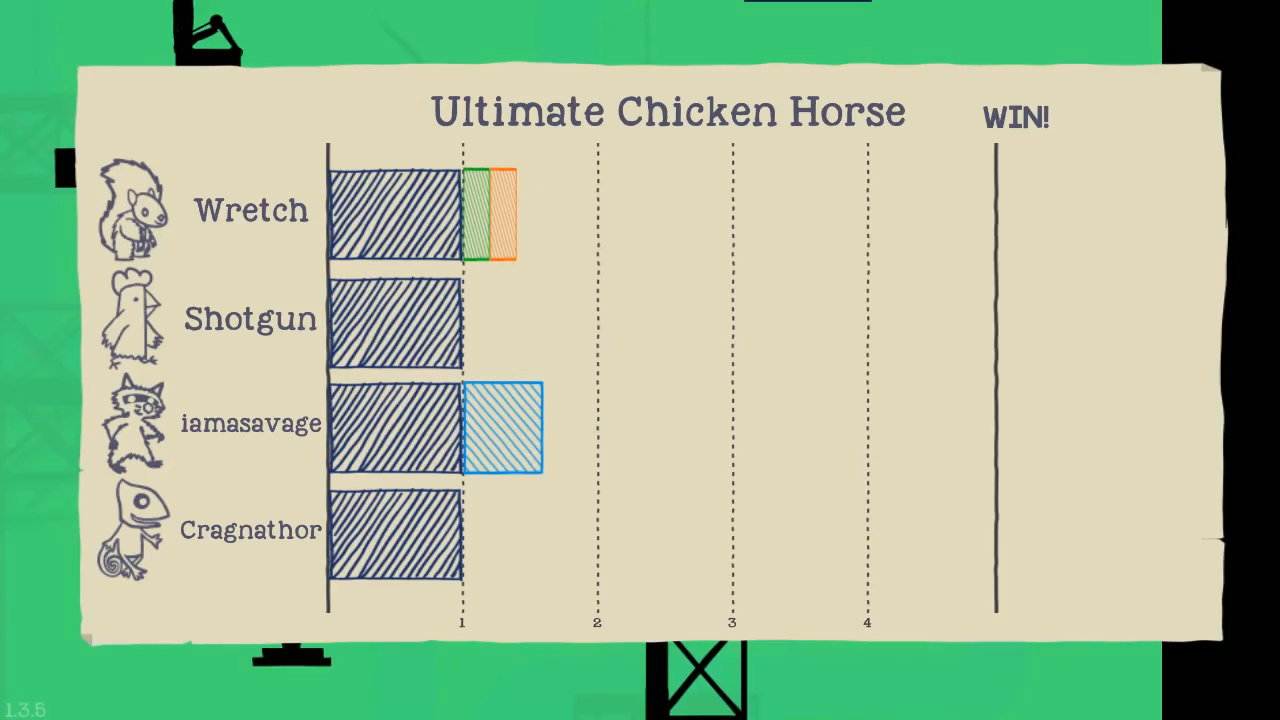 Ultimate Chicken Horse
WIN!
Wretch
Shotgun
iamasavage
Cragnathor
1 2 3 4
1.3.5